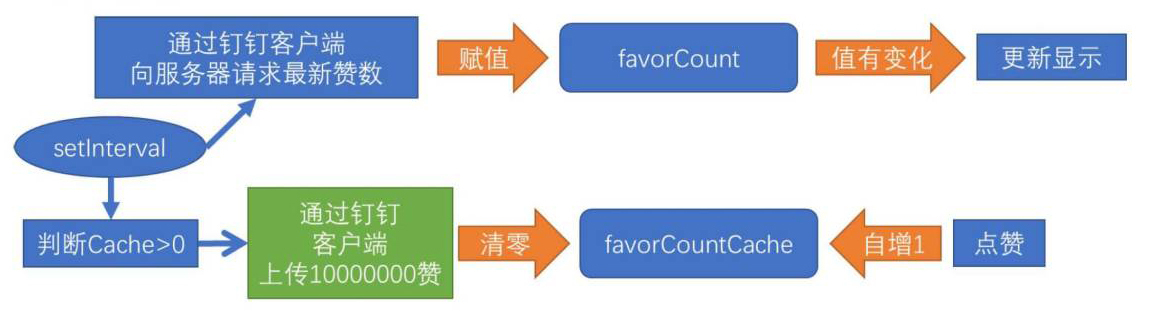 通过钉钉客户端
向服务器请求最新赞数
赋值
favorCount
值有变化
更新显示
setInterval
判断Cache>0
通过钉钉
客户端
上传10000000赞
清零
favorCountCache
自增1
点赞